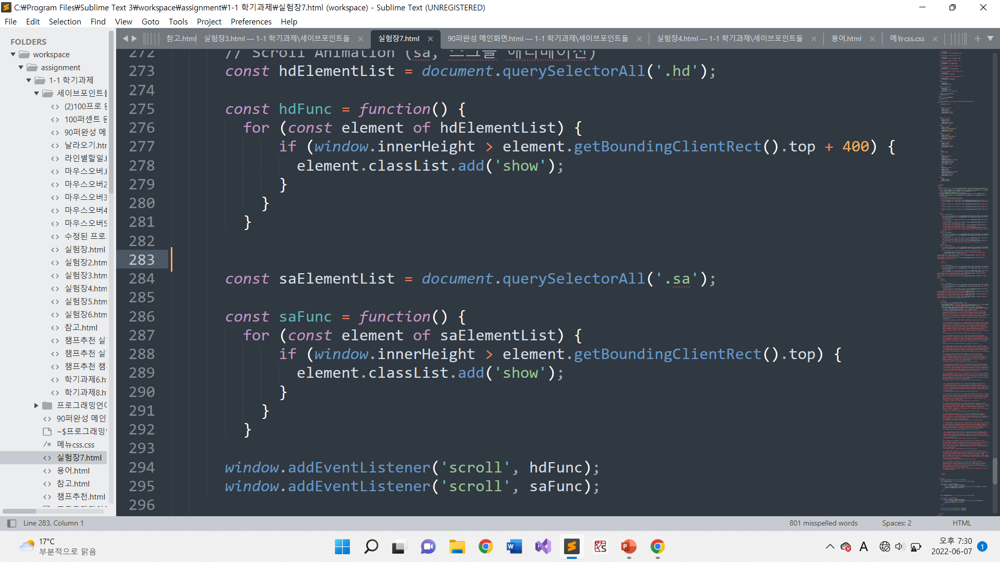 C:₩Program Files₩Sublime Text 3₩workspace₩assignment₩1-1 학기과제₩실험장7.html (workspace) - Sublime Text (UNREGISTERED)
File Edit Selection Find View Goto Tools Project Preferences Help
FOLDERS
workspace
assignment
1-1 학기과제
세이브포인트들
<> (2)100프로
<> 100퍼센트
<> 90퍼완성 메
<> 날라오기.htr
<> 라인별할일.
<> 마우스오버.
<> 마우스오버2
<> 마우스오버3
<> 마우스오버4
<> 마우스오버5
<> 수정된 프로
<> 실험장.html
<> 실험장2.htm
<> 실험장3.htm
<> 실험장4.htm
<> 실험장5.htm
<> 실험장6.htm
<> 참고.html
<> 챔프추천 실
<> 챔프추천 실
<> 챔프추천 챔
<> 학기과제6.h
<> 학기과제8.h
프로그래밍언어
<> 90퍼완성 메인
~$프로그래밍
/* 메뉴css.css
<> 실험장7.html
<> 용어.html
<> 참고.html
<> 챔프추천.html
참고.html 실험장3.html — 1-1 학기과제\세이브포인트들 × 실험장7.html × 90퍼완성 메인화면.html — 1-1 학기과제\세이브포인트들 × 실험장4.html — 1-1 학기과제\세이브포인트들 × 용어.html × 메뉴css.css ×
272 // Scroll Animation (sa, 스크롤 애니메이션)
273 const hdElementList = document.querySelectorAll('.hd');
274
275 const hdFunc = function() {
276 for (const element of hdElementList) {
277 if (window.innerHeight > element.getBoundingClientRect().top + 400) {
278 element.classList.add('show');
279 }
280 }
281 }
282
283
284 const saElementList = document.querySelectorAll('.sa');
285
286 const saFunc = function() {
287 for (const element of saElementList) {
288 if (window.innerHeight > element.getBoundingClientRect().top) {
289 element.classList.add('show');
290 }
291 }
292 }
293
294 window.addEventListener('scroll', hdFunc);
295 window.addEventListener('scroll', saFunc);
296
Line 283, Column 1 801 misspelled words Spaces: 2 HTML
17°C
부분적으로 맑음
A
오후 7:30
2022-06-07
1